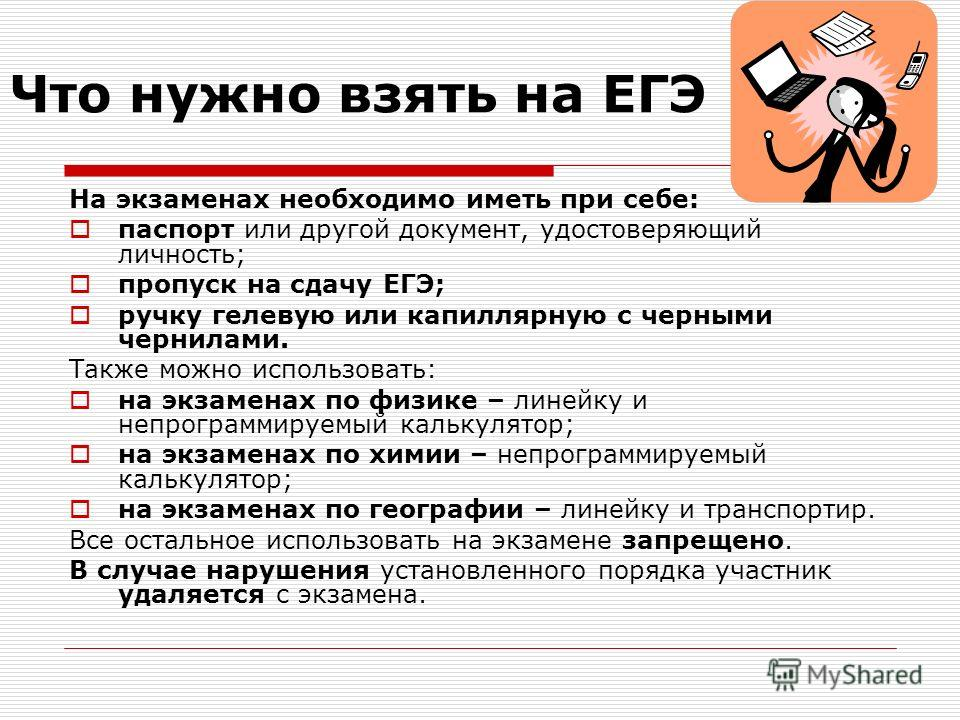 Что нужно взять на ЕГЭ
На экзаменах необходимо иметь при себе:
паспорт или другой документ, удостоверяющий
личность;
пропуск на сдачу ЕГЭ;
ручку гелевую или капиллярную с черными
чернилами.
Также можно использовать:
на экзаменах по физике – линейку и
непрограммируемый калькулятор;
на экзаменах по химии – непрограммируемый
калькулятор;
на экзаменах по географии – линейку и транспортир.
Все остальное использовать на экзамене запрещено.
В случае нарушения установленного порядка участник
удаляется с экзамена.
MyShared